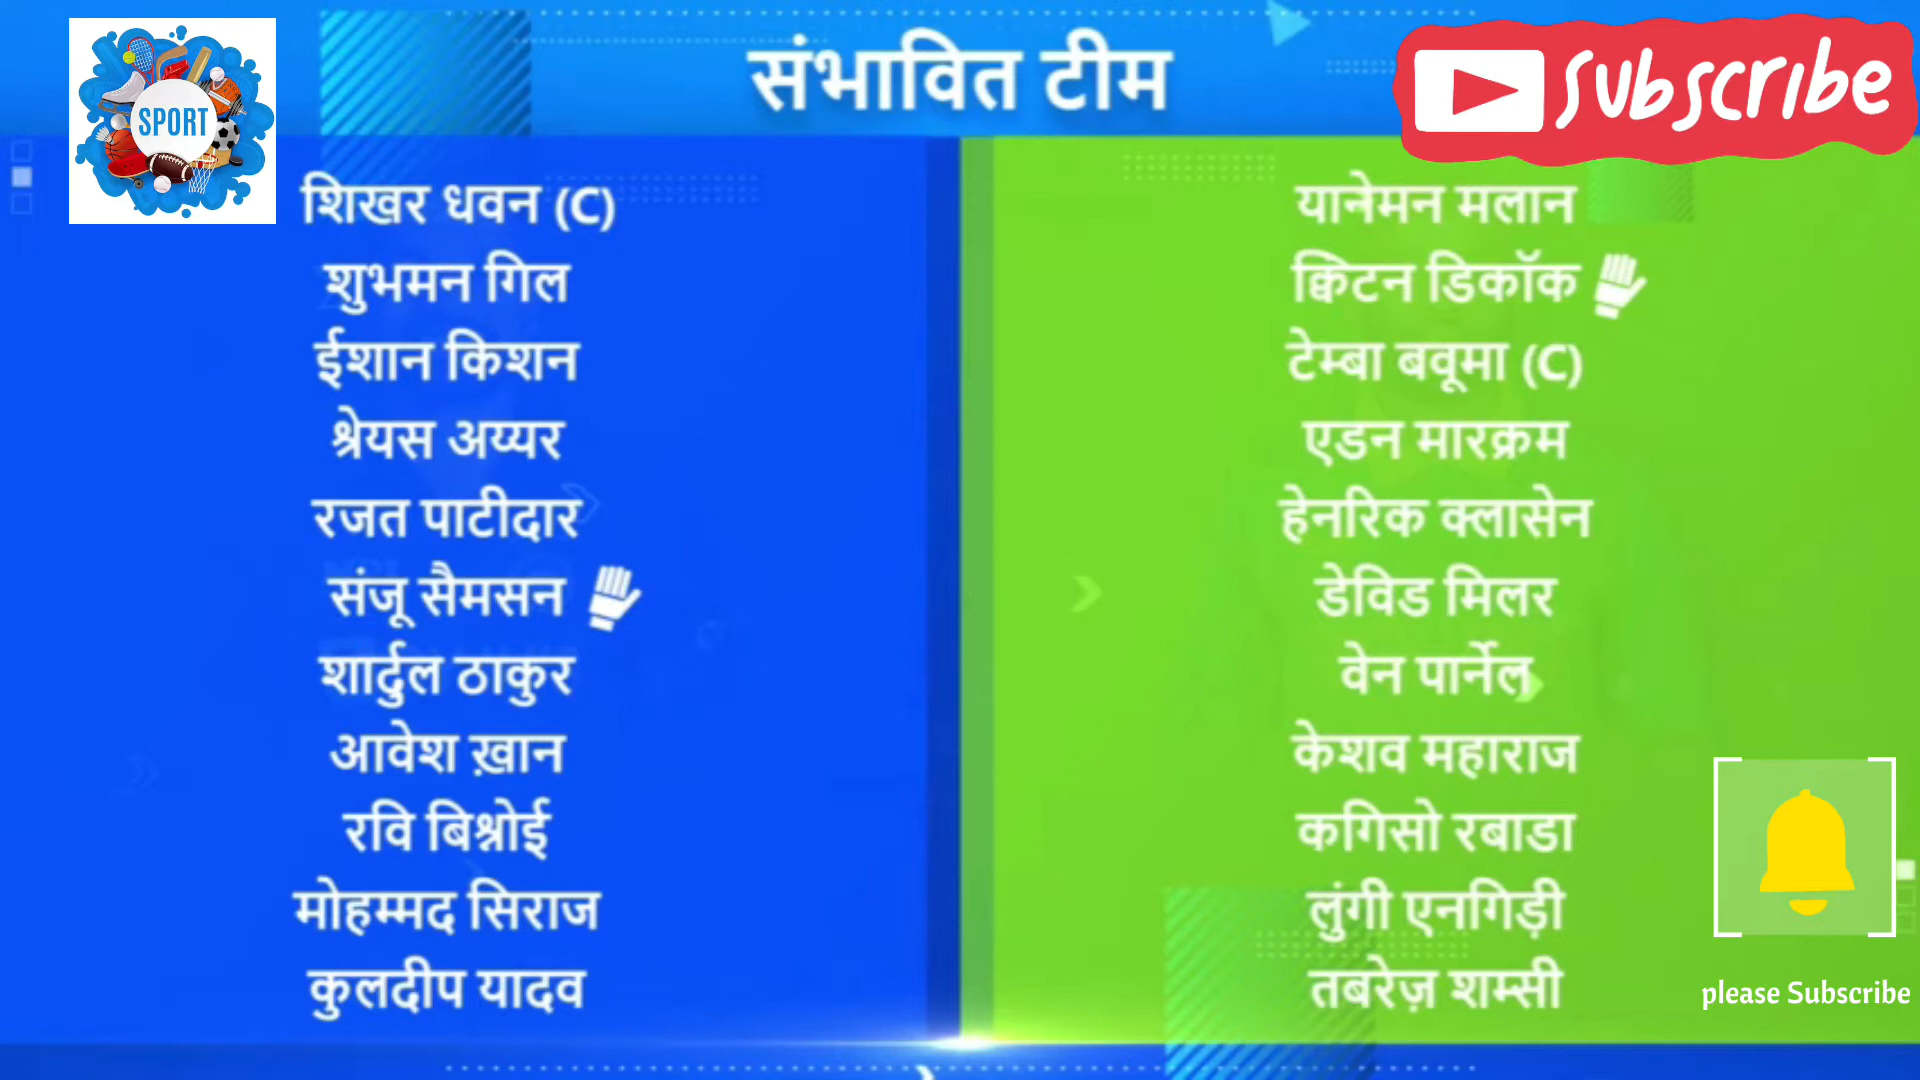 SPORT
संभावित टीम
Subscribe
शिखर धवन (C)
शुभमन गिल
ईशान किशन
श्रेयस अय्यर
रजत पाटीदार
संजू सैमसन
शार्दुल ठाकुर
आवेश ख़ान
रवि बिश्नोई
मोहम्मद सिराज
कुलदीप यादव
यानेमन मलान
क्विटन डिकॉक
टेम्बा बवूमा (C)
एडन मारक्रम
हेनरिक क्लासेन
डेविड मिलर
वेन पार्नेल
केशव महाराज
कगिसो रबाडा
लुंगी एनगिड़ी
तबरेज़ शम्सी
please Subscribe